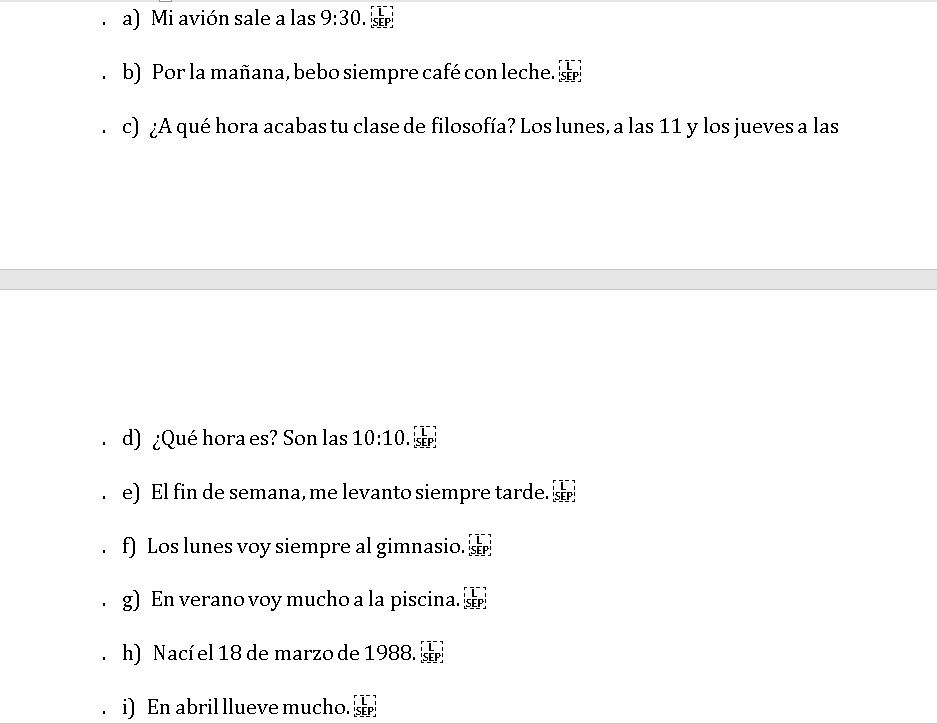 . a) Mi avión sale a las 9:30. L SEP
. b) Por la mañana, bebo siempre café con leche. L SEP
. c) ¿A qué hora acabas tu clase de filosofía? Los lunes, a las 11 y los jueves a las
. d) ¿Qué hora es? Son las 10:10. L SEP
. e) El fin de semana, me levanto siempre tarde. L SEP
. f) Los lunes voy siempre al gimnasio. L SEP
. g) En verano voy mucho a la piscina. L SEP
. h) Nací el 18 de marzo de 1988. L SEP
. i) En abril llueve mucho. L SEP